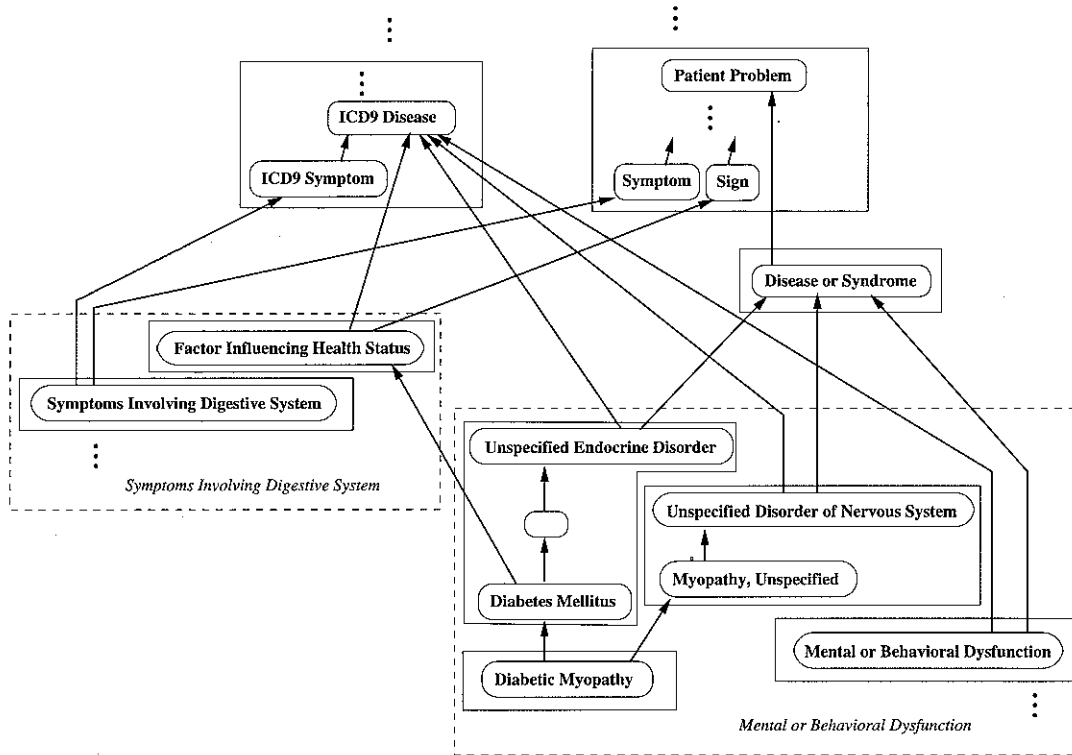 Patient Problem
ICD9 Disease
ICD9 Symptom
Symptom
Sign
Disease or Syndrome
Factor Influencing Health Status
Symptoms Involving Digestive System
Symptoms Involving Digestive System
Unspecified Endocrine Disorder
Unspecified Disorder of Nervous System
Myopathy, Unspecified
Diabetes Mellitus
Mental or Behavioral Dysfunction
Diabetic Myopathy
Mental or Behavioral Dysfunction